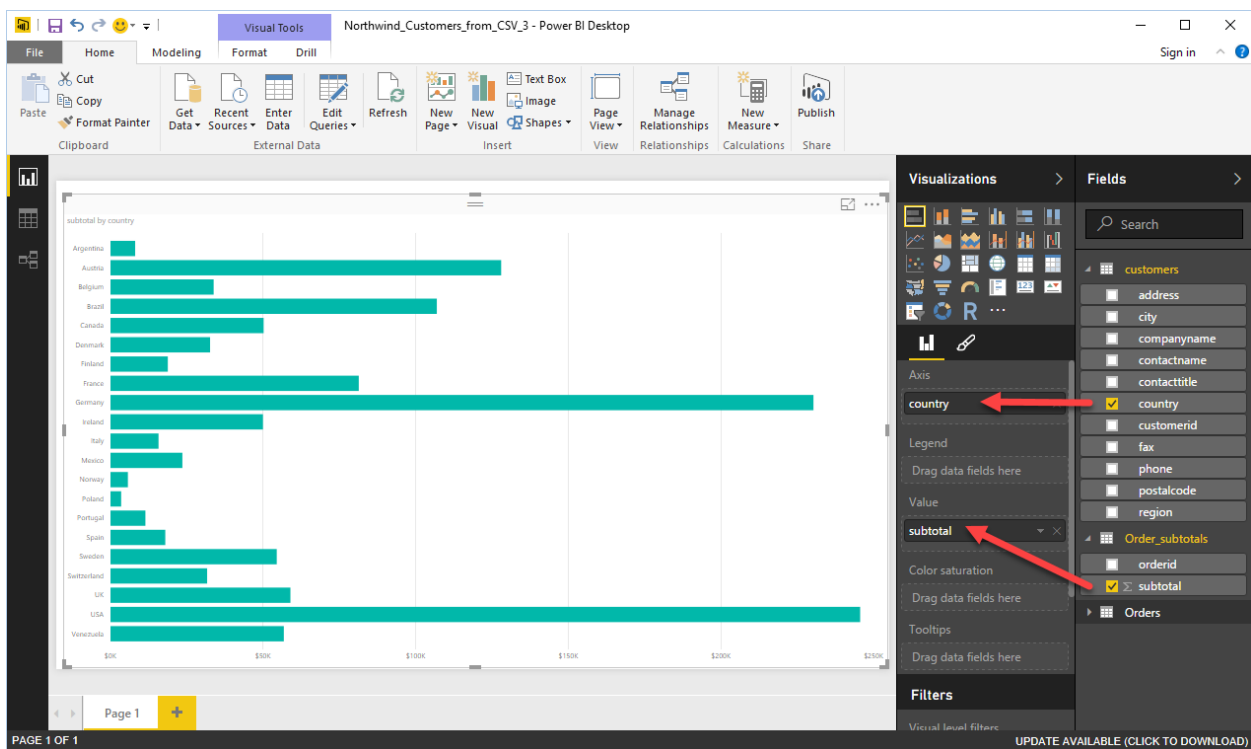 Visual Tools
Northwind_Customers_from_CSV_3 - Power BI Desktop
File
Home
Modeling
Format
Drill
Sign in
Paste
Cut
Copy
Format Painter
Clipboard
Get Data
Recent Sources
Enter Data
Edit Queries
Refresh
External Data
New Page
New Visual
Text Box
Image
Shapes
Insert
Page View
View
Manage Relationships
Relationships
New Measure
Calculations
Publish
Share
subtotal by country
Argentina
Austria
Belgium
Brazil
Canada
Denmark
Finland
France
Germany
Ireland
Italy
Mexico
Norway
Poland
Portugal
Spain
Sweden
Switzerland
UK
USA
Venezuela
$0K
$50K
$100K
$150K
$200K
$250K
Visualizations
123
R
Axis
country
Legend
Drag data fields here
Value
subtotal
Color saturation
Drag data fields here
Tooltips
Drag data fields here
Filters
Visual level filters
Fields
Search
customers
address
city
companyname
contactname
contacttitle
country
customerid
fax
phone
postalcode
region
Order_subtotals
orderid
Σ subtotal
Orders
Page 1
PAGE 1 OF 1
UPDATE AVAILABLE (CLICK TO DOWNLOAD)